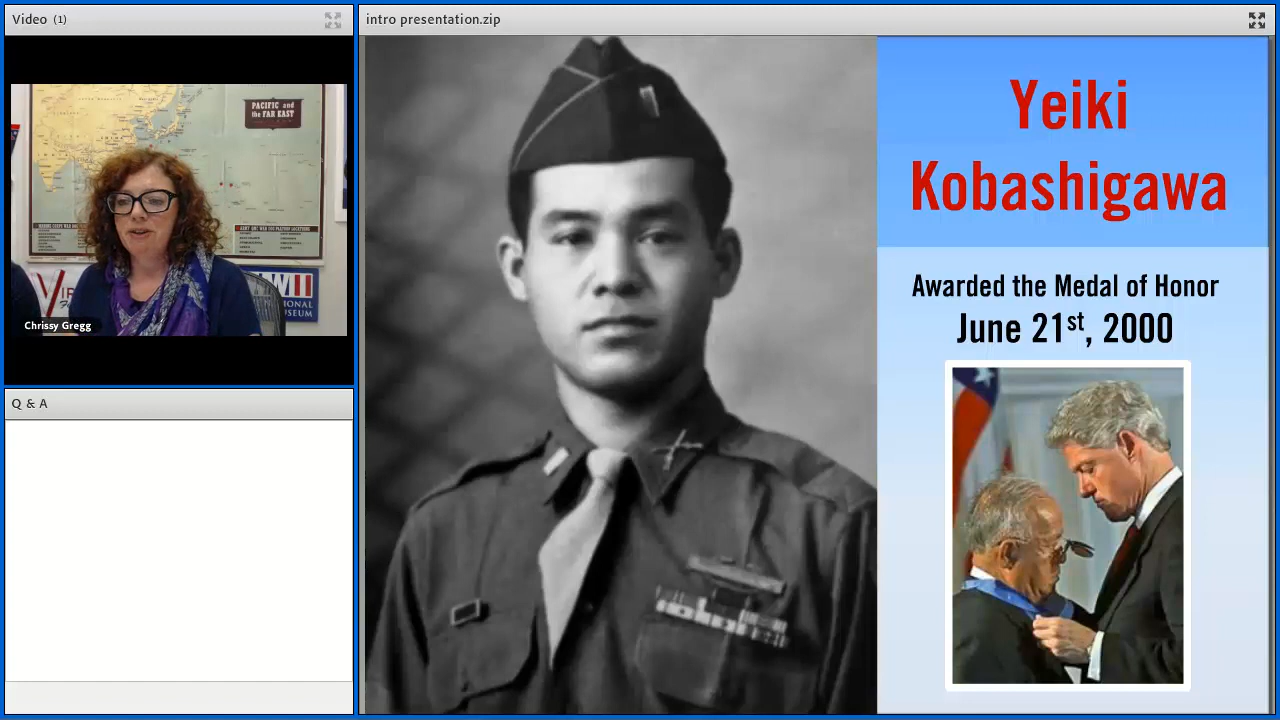 Video (1)
PACIFIC and
the FAR EAST
Chrissy Gregg
Q & A
intro presentation.zip
Yeiki
Kobashigawa
Awarded the Medal of Honor
June 21st, 2000